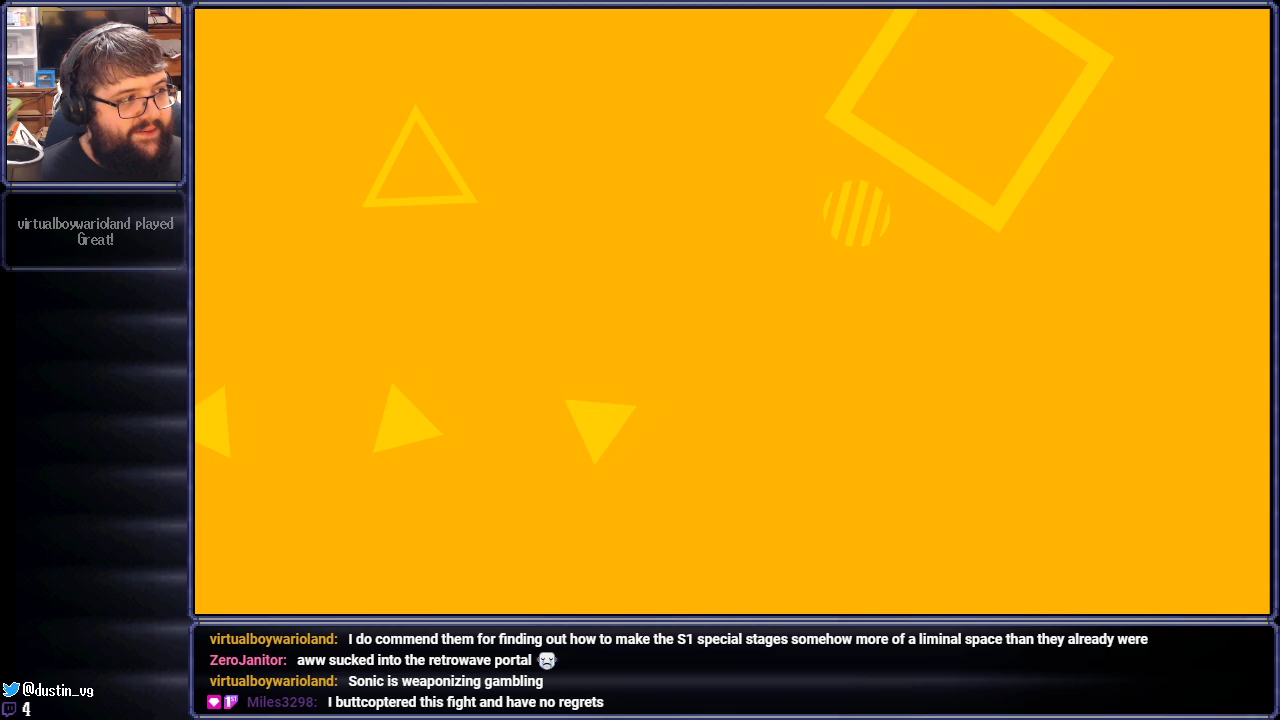 virtualboywarioland played
Great!
virtualboywarioland: I do commend them for finding out how to make the S1 special stages somehow more of a liminal space than they already were
ZeroJanitor: aww sucked into the retrowave portal
virtualboywarioland: Sonic is weaponizing gambling
1ST Miles3298: I buttcoptered this fight and have no regrets
@dustin_vg
4